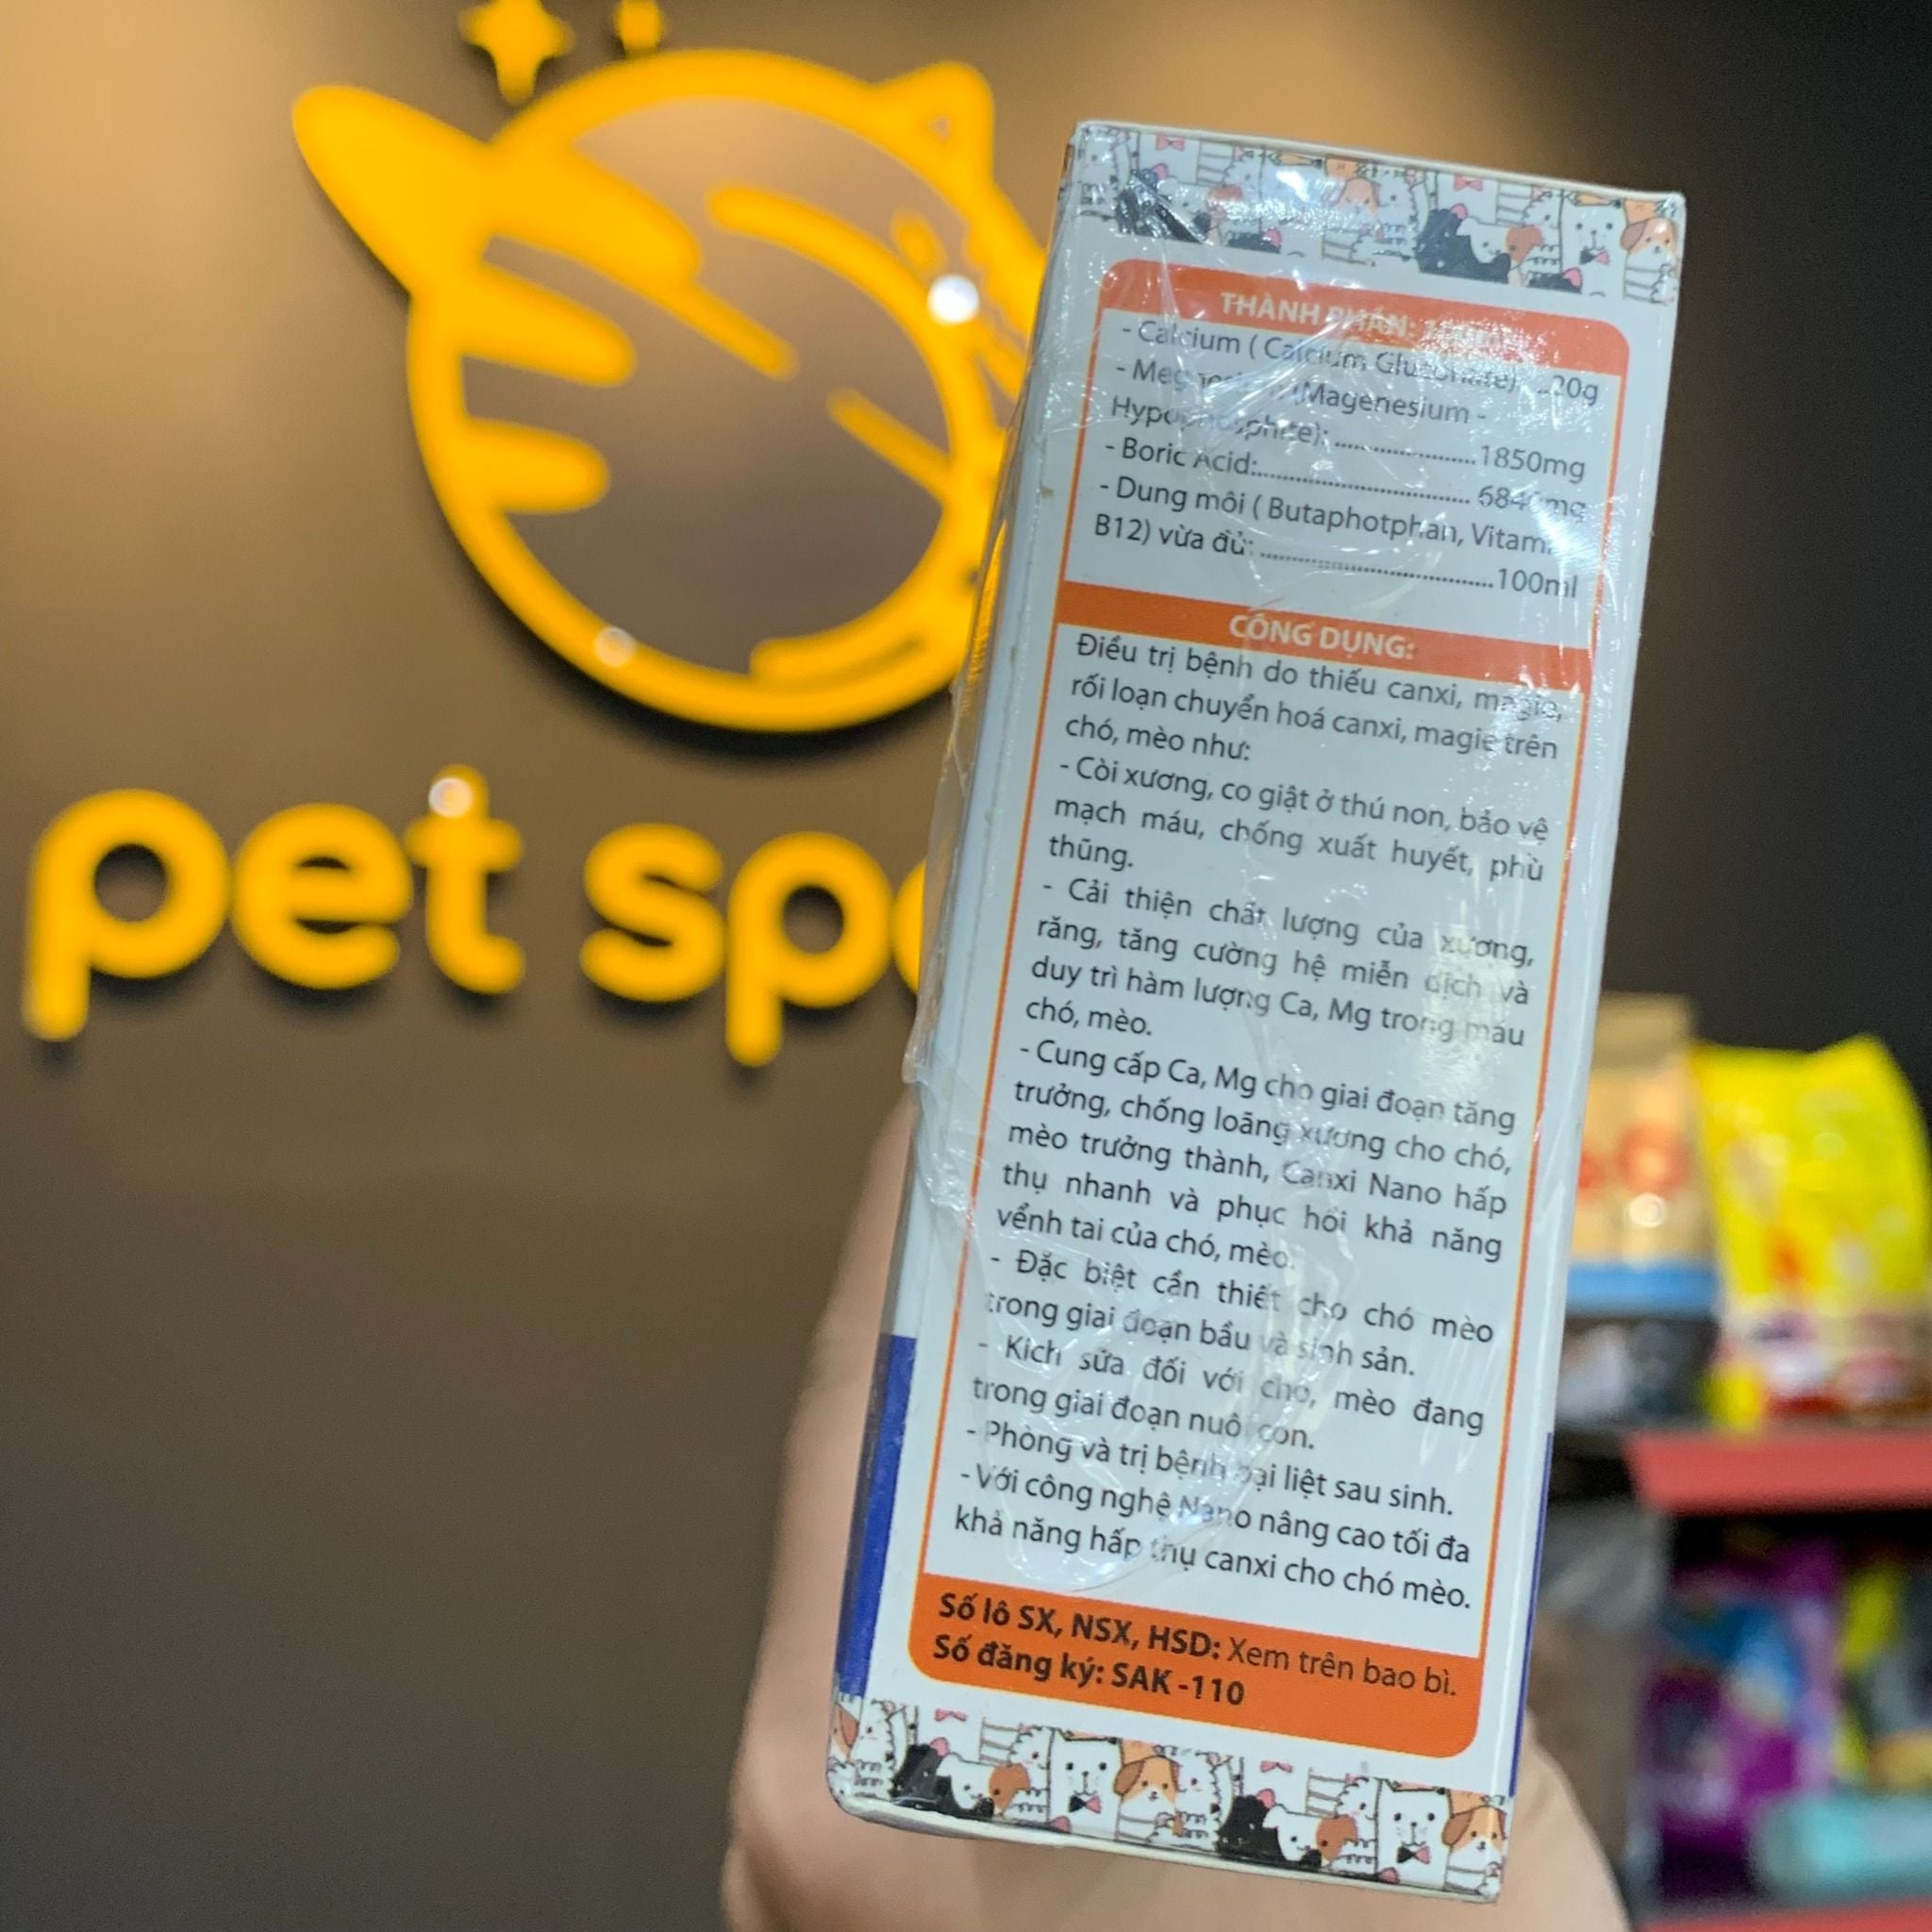 pet sp
THÀNH PHẦN:
- Calcium ( Calcium Gluconate) ...20g
- (Magenesium -
Hypophosphite): ........................1850mg
- Boric Acid:.....................................
- Dung môi ( Butaphotphan,
B12) vừa đủ: ........................................100ml
CÔNG DỤNG:
Điều trị bệnh do thiếu canxi, magie,
rối loạn chuyển hoá canxi, magie trên
chó, mèo như:
- Còi xương, co giật ở thú non, bảo vệ
mạch máu, chống xuất huyết, phù
thũng.
- Cải thiện chất lượng của xương,
răng, tăng cường hệ miễn dịch và
duy trì hàm lượng Ca, Mg trong máu
chó, mèo.
- Cung cấp Ca, Mg cho giai đoạn tăng
trưởng, chống loãng xương cho chó,
mèo trưởng thành, Canxi Nano hấp
thụ nhanh và phục hồi khả năng
vểnh tai của chó, mèo.
- Đặc biệt cần thiết cho chó mèo
trong giai đoạn bầu và sinh sản.
- Kích sữa đối với chó, mèo đang
trong giai đoạn nuôi con.
- Phòng và trị bệnh bại liệt sau sinh.
- Với công nghệ Nano nâng cao tối đa
khả năng hấp thụ canxi cho chó mèo.
Số lô SX, NSX, HSD: Xem trên bao bì.
Số đăng ký: SAK -110